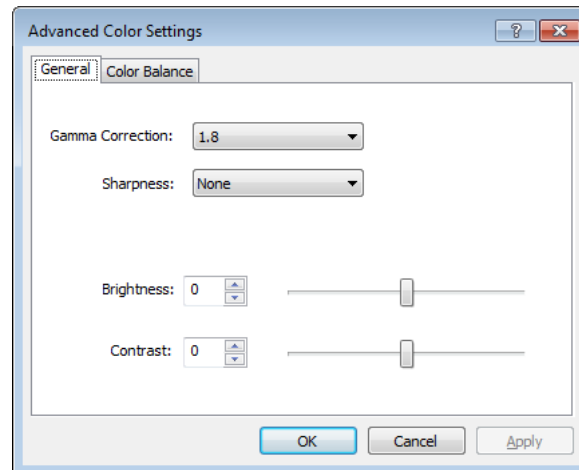 Advanced Color Settings
General Color Balance
Gamma Correction: 1.8
Sharpness: None
Brightness: 0
Contrast: 0
OK Cancel Apply